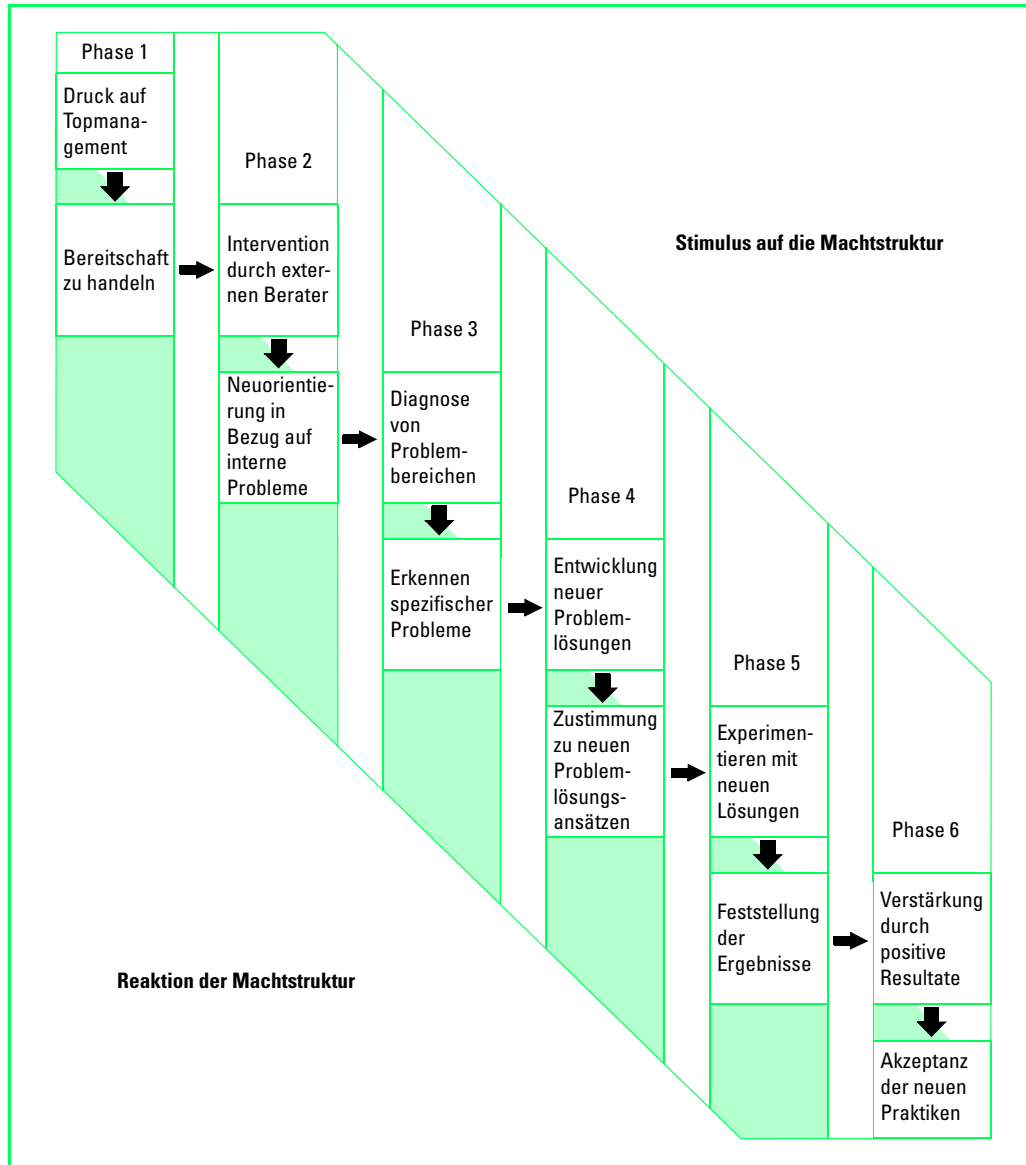 Phase 1
Druck auf
Topmana-
gement
Bereitschaft
zu handeln
Phase 2
Intervention
durch exter-
nen Berater
Neuorientie-
rung in
Bezug auf
interne
Probleme
Stimulus auf die Machtstruktur
Phase 3
Diagnose
von
Problem-
bereichen
Erkennen
spezifischer
Probleme
Phase 4
Entwicklung
neuer
Problem-
lösungen
Zustimmung
zu neuen
Problem-
lösungs-
ansätzen
Phase 5
Experimen-
tieren mit
neuen
Lösungen
Feststellung
der
Ergebnisse
Phase 6
Verstärkung
durch
positive
Resultate
Akzeptanz
der neuen
Praktiken
Reaktion der Machtstruktur